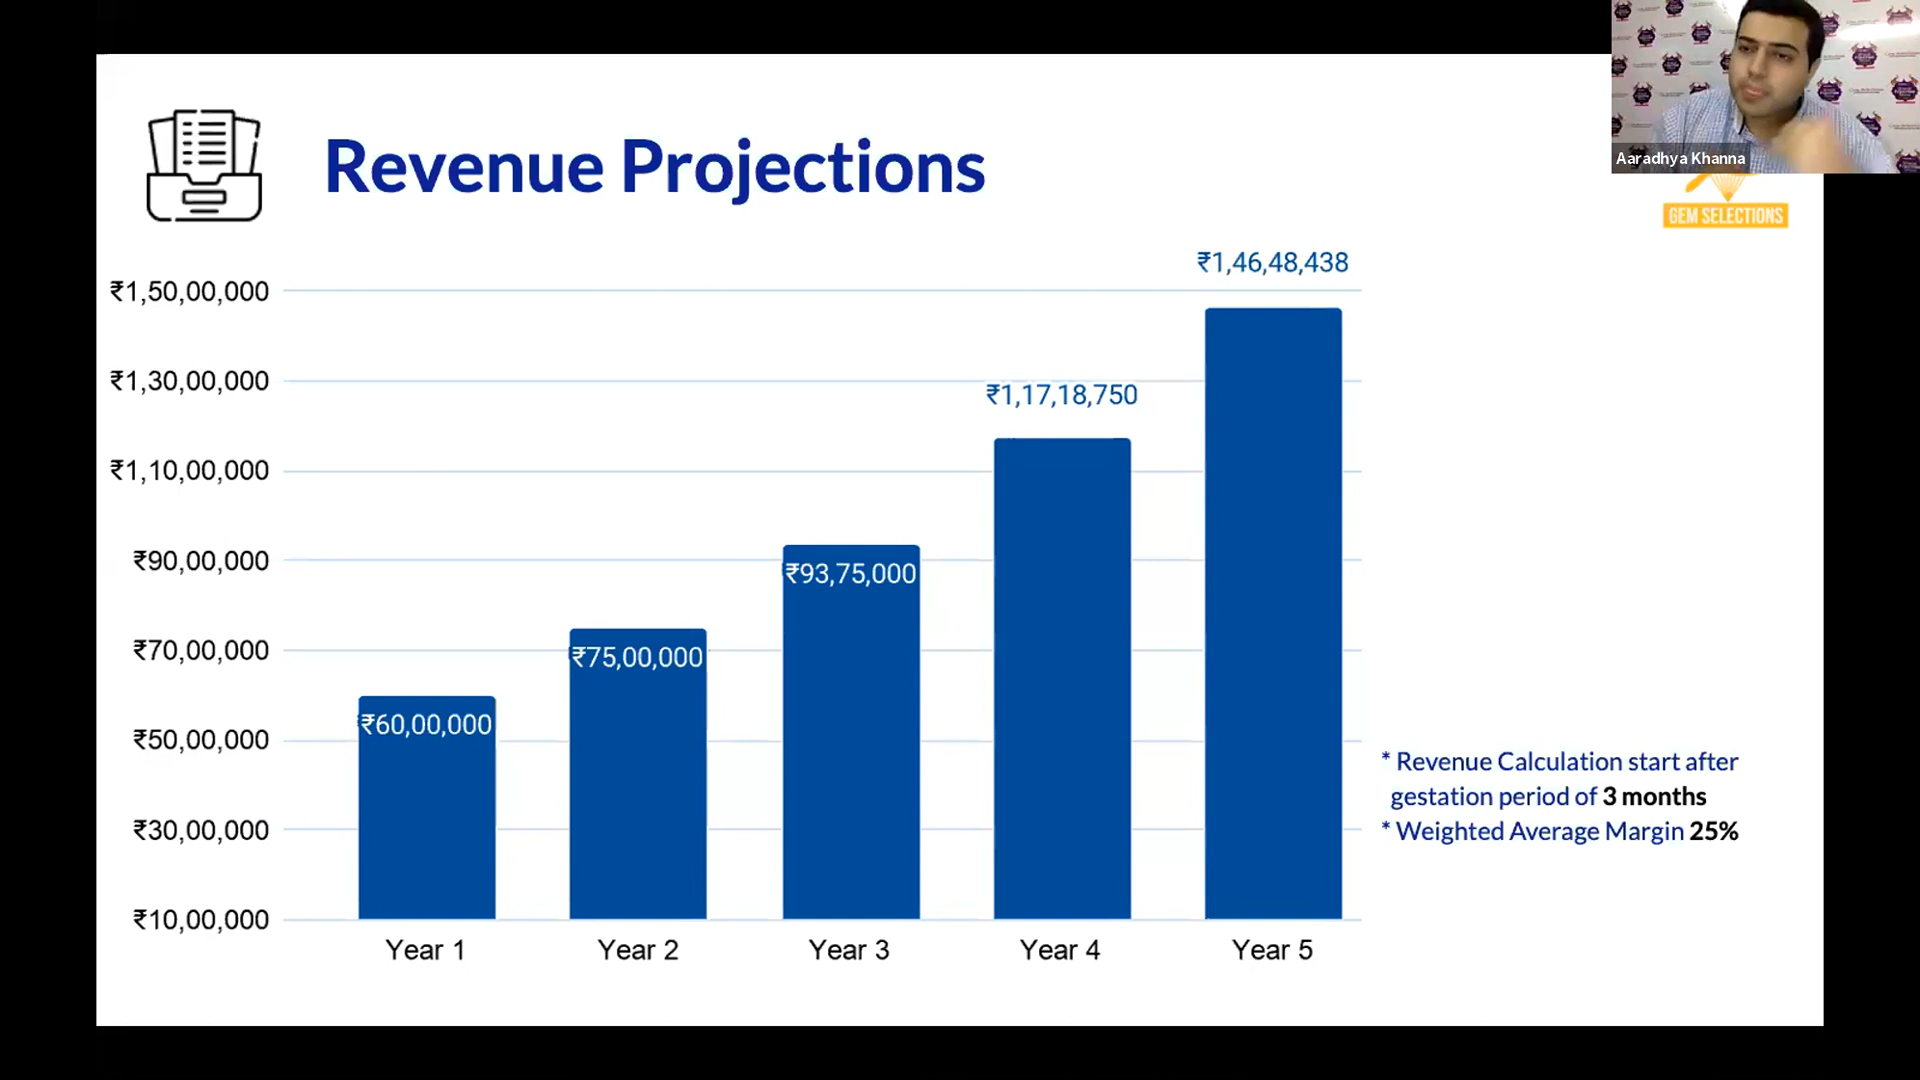 Aaradhya Khanna
GEM SELECTIONS
Revenue Projections
₹1,50,00,000
₹1,30,00,000
₹1,10,00,000
₹90,00,000
₹70,00,000
₹50,00,000
₹30,00,000
₹10,00,000
₹60,00,000
₹75,00,000
₹93,75,000
₹1,17,18,750
₹1,46,48,438
Year 1
Year 2
Year 3
Year 4
Year 5
* Revenue Calculation start after
gestation period of 3 months
* Weighted Average Margin 25%